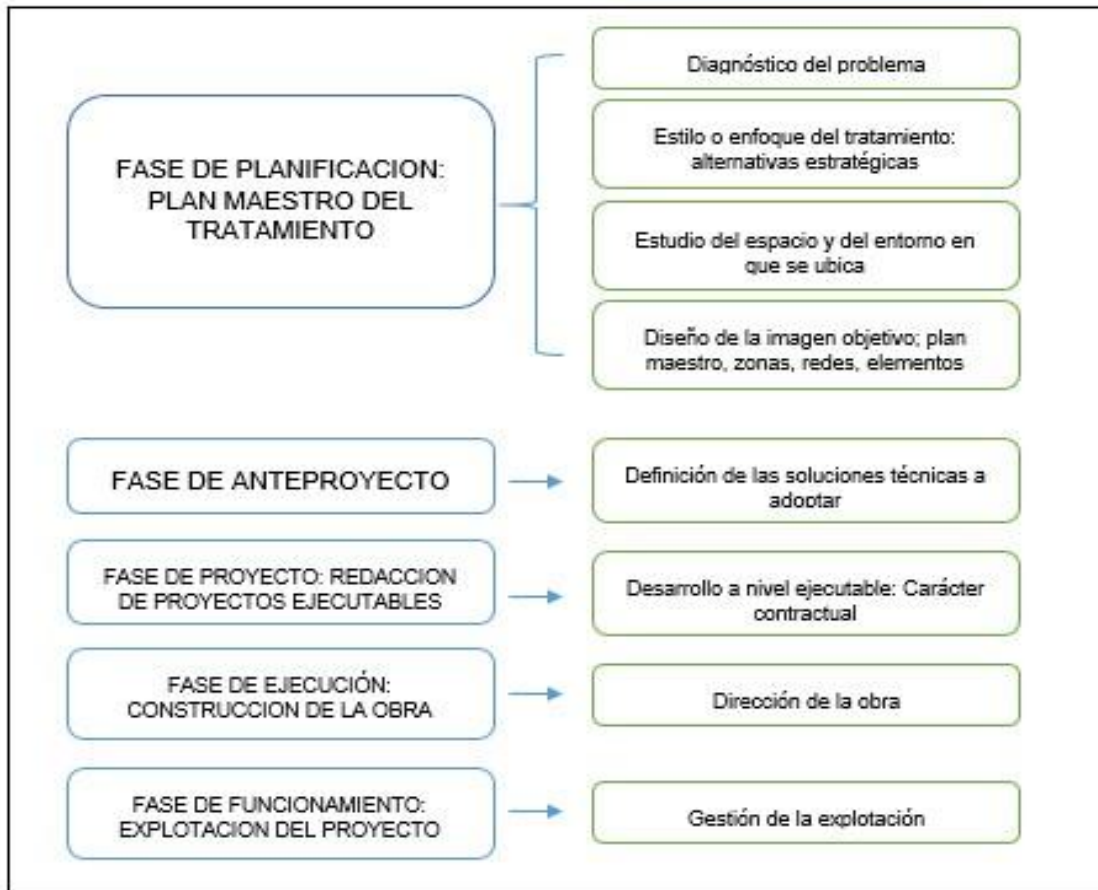 FASE DE PLANIFICACION:
PLAN MAESTRO DEL
TRATAMIENTO
Diagnóstico del problema
Estilo o enfoque del tratamiento:
alternativas estratégicas
Estudio del espacio y del entorno en
que se ubica
Diseño de la imagen objetivo; plan
maestro, zonas, redes, elementos
FASE DE ANTEPROYECTO
Definición de las soluciones técnicas a
adoptar
FASE DE PROYECTO: REDACCION
DE PROYECTOS EJECUTABLES
Desarrollo a nivel ejecutable: Carácter
contractual
FASE DE EJECUCIÓN:
CONSTRUCCION DE LA OBRA
Dirección de la obra
FASE DE FUNCIONAMIENTO:
EXPLOTACION DEL PROYECTO
Gestión de la explotación